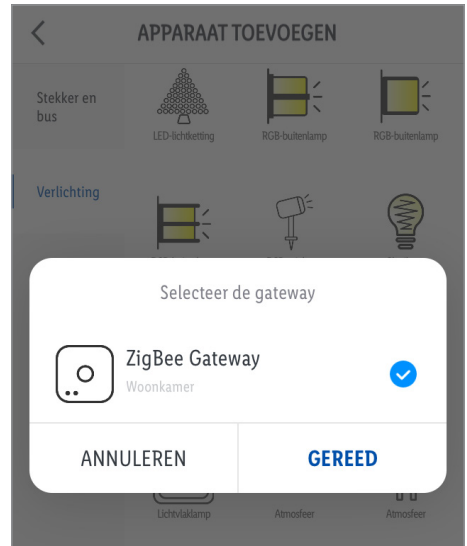 APPARAAT TOEVOEGEN
Stekker en
bus
LED-lichtketting
RGB-buitenlamp
RGB-buitenlamp
Verlichting
Selecteer de gateway
ZigBee Gateway
Woonkamer
ANNULEREN
GEREED
Lichtvlaklamp
Atmosfeer
Atmosfeer